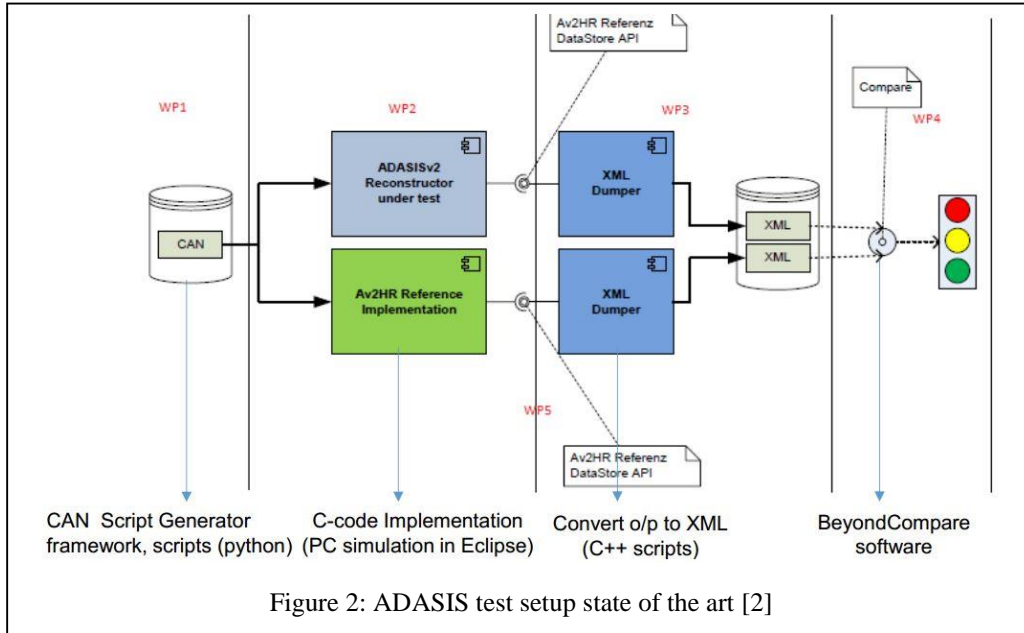 Av2HR Referenz
DataStore API
WP1
WP2
WP3
Compare
WP4
ADASISv2
Reconstructor
under test
XML
Dumper
CAN
XML
XML
Av2HR Reference
Implementation
XML
Dumper
WP5
Av2HR Referenz
DataStore API
CAN Script Generator
framework, scripts (python)
C-code Implementation
(PC simulation in Eclipse)
Convert o/p to XML
(C++ scripts)
BeyondCompare
software
Figure 2: ADASIS test setup state of the art [2]